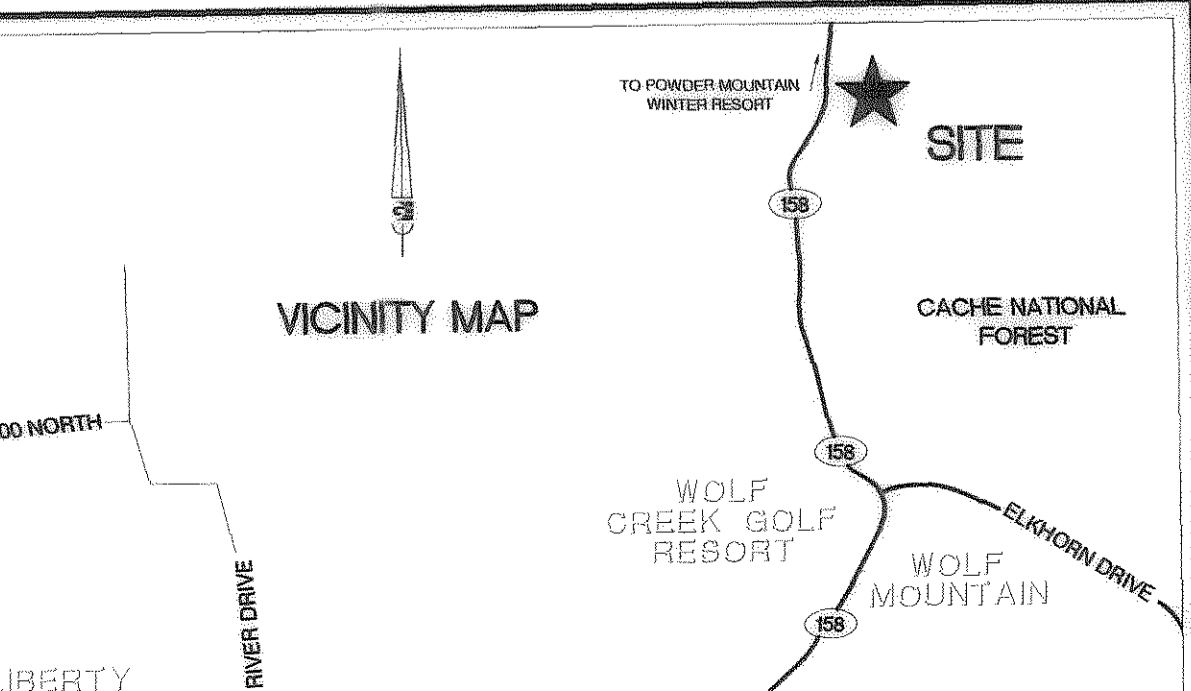 TO POWDER MOUNTAIN
WINTER RESORT
SITE
158
VICINITY MAP
CACHE NATIONAL
FOREST
00 NORTH
158
WOLF
CREEK GOLF
RESORT
ELKHORN DRIVE
WOLF
MOUNTAIN
RIVER DRIVE
158
IBERTY